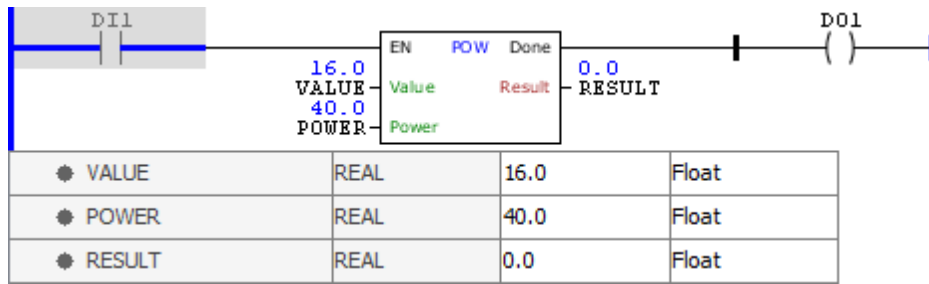 DI1 DO1
EN POW Done
16.0 0.0
VALUE Value Result RESULT
40.0
POWER Power
VALUE REAL 16.0 Float
POWER REAL 40.0 Float
RESULT REAL 0.0 Float